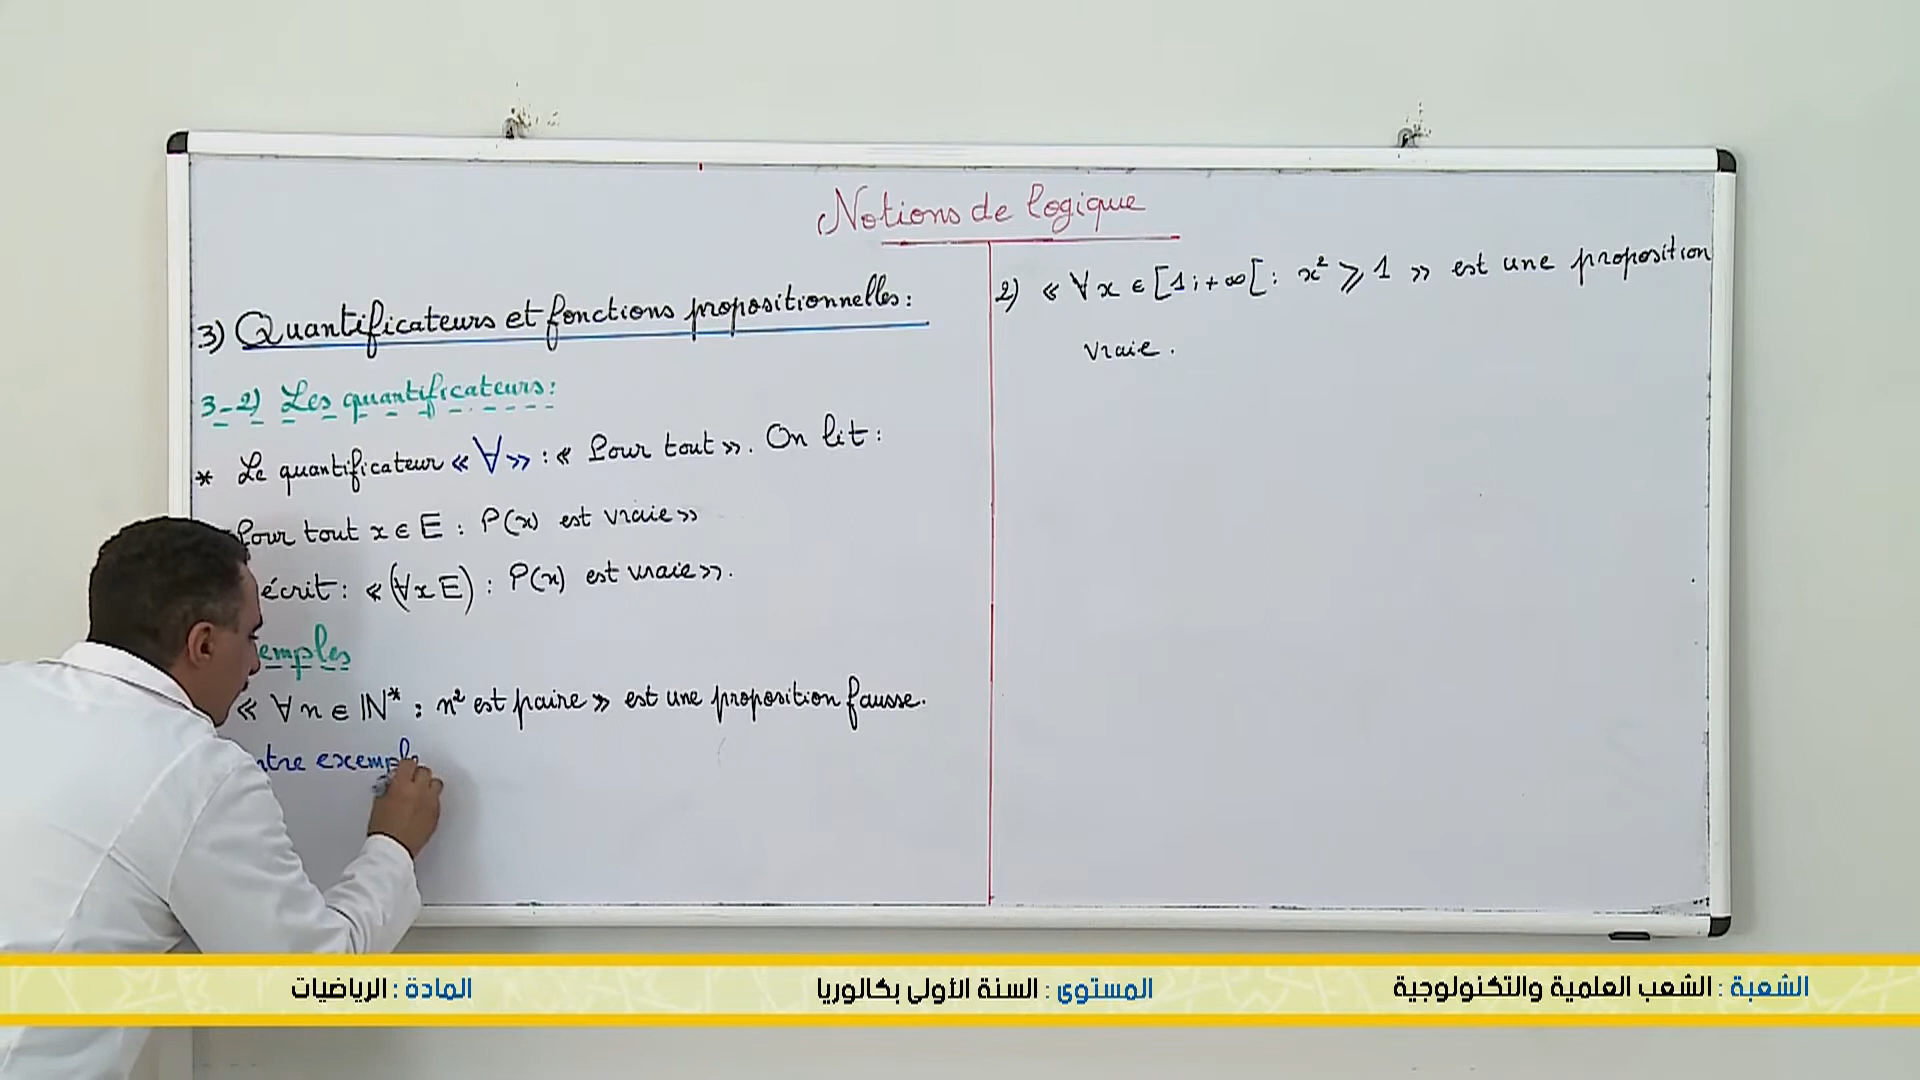 Notions de logique
3) Quantificateurs et fonctions propositionnelles :
3-2) Les quantificateurs :
* Le quantificateur « ∀ » : « Pour tout ». On lit :
Pour tout x ∈ E : P(x) est vraie »
écrit : « (∀x E) : P(x) est vraie ».
emples
« ∀n ∈ ℕ* : n² est paire » est une proposition fausse.
ntre exempl
2) « ∀x ∈ [1;+∞[ : x² ⩾ 1 » est une proposition
vraie .
الشعبة : الشعب العلمية والتكنولوجية
المستوى : السنة الأولى بكالوريا
المادة : الرياضيات